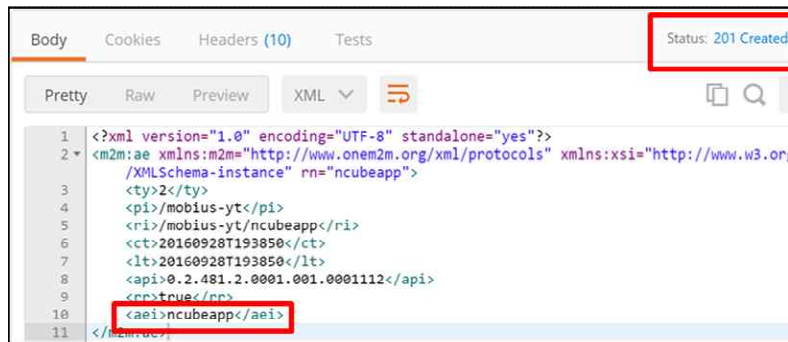 Body Cookies Headers (10) Tests Status: 201 Created
Pretty Raw Preview XML
1 <?xml version="1.0" encoding="UTF-8" standalone="yes"?>
2 <m2m:ae xmlns:m2m="http://www.onem2m.org/xml/protocols" xmlns:xsi="http://www.w3.org
/XMLSchema-instance" rn="ncubeapp">
3 <ty>2</ty>
4 <pi>/mobius-yt</pi>
5 <ri>/mobius-yt/ncubeapp</ri>
6 <ct>20160928T193850</ct>
7 <lt>20160928T193850</lt>
8 <api>0.2.481.2.0001.001.0001112</api>
9 <rr>true</rr>
10 <aei>ncubeapp</aei>
11 </m2m:ae>